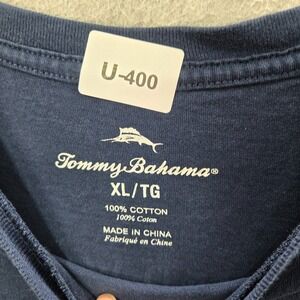 U-400
Tommy Bahama®
XL/TG
100% COTTON
100% Coton
MADE IN CHINA
Fabriqué en Chine